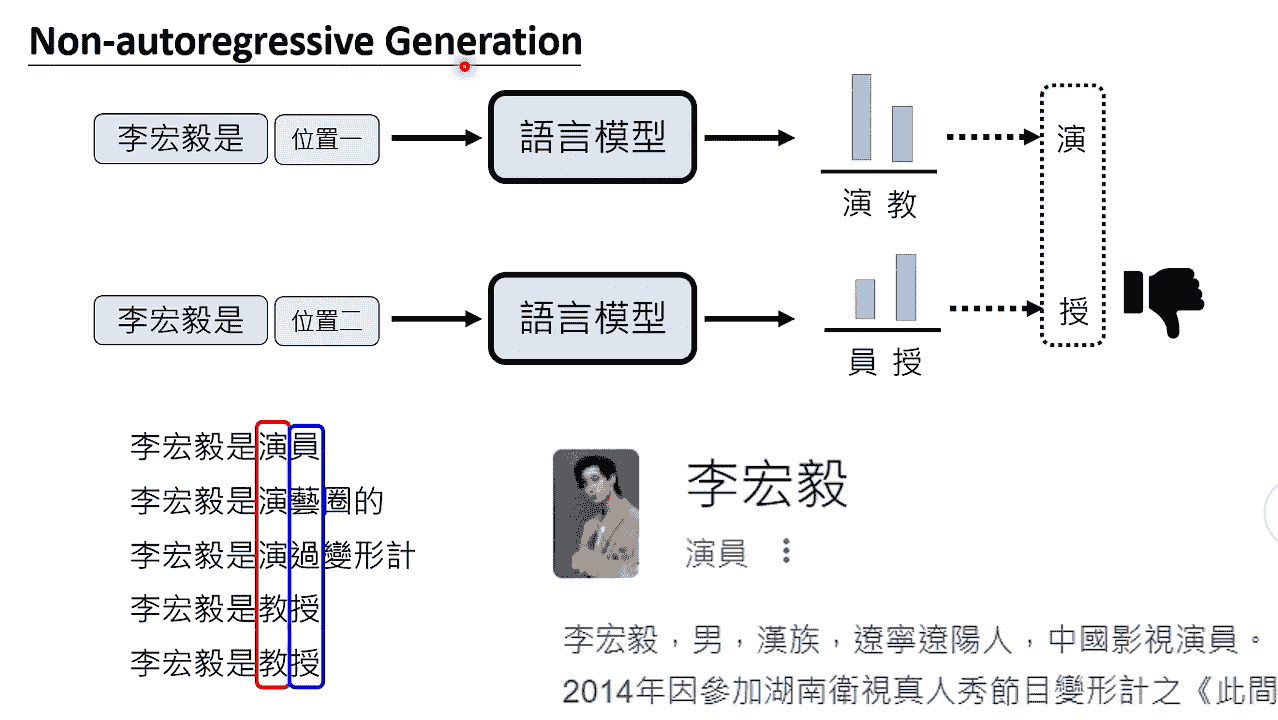 Non-autoregressive Generation
李宏毅是 位置一 語言模型 演
演 教
李宏毅是 位置二 語言模型 授
員 授
李宏毅是演員
李宏毅是演藝圈的
李宏毅是演過變形計
李宏毅是教授
李宏毅是教授
李宏毅
演員
李宏毅，男，漢族，遼寧遼陽人，中國影視演員。
2014年因參加湖南衛視真人秀節目變形計之《此間